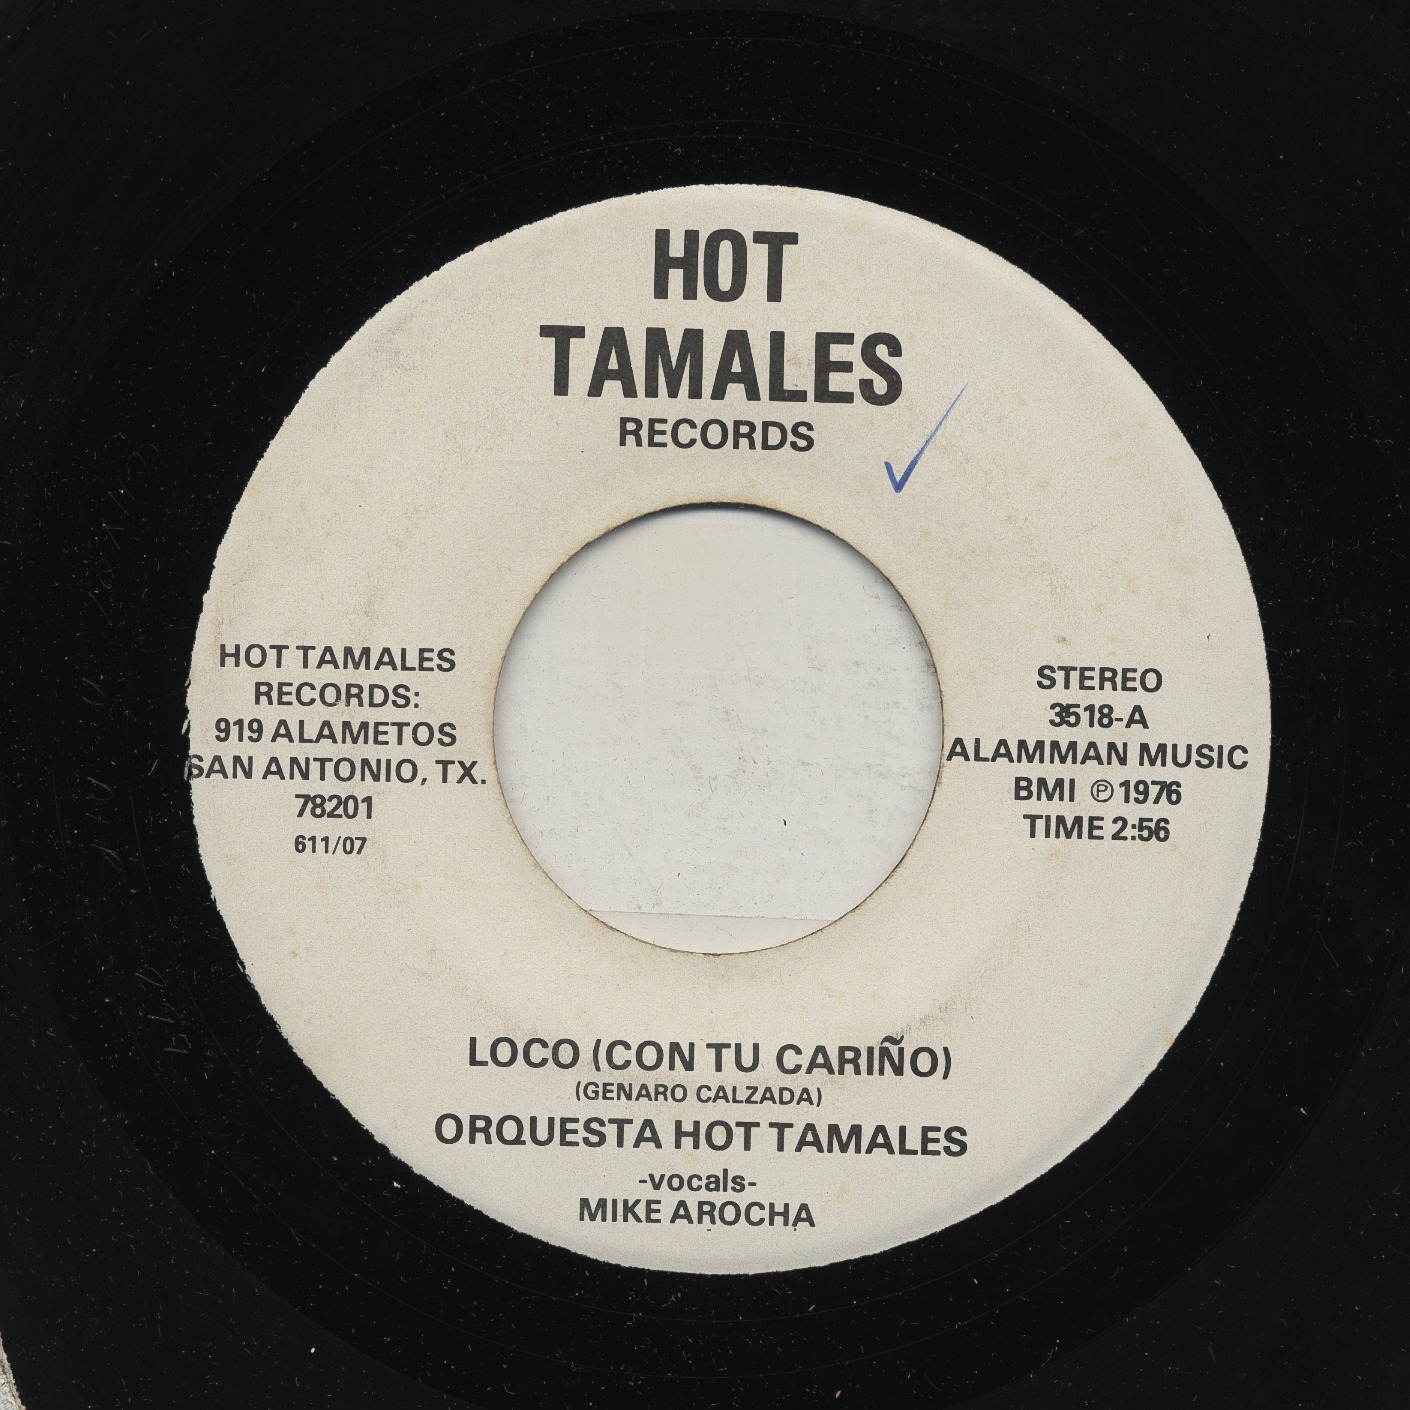 HOT
TAMALES
RECORDS
HOT TAMALES
RECORDS:
919 ALAMETOS
SAN ANTONIO, TX.
78201
611/07
STEREO
3518-A
ALAMMAN MUSIC
BMI ℗ 1976
TIME 2:56
LOCO (CON TU CARIÑO)
(GENARO CALZADA)
ORQUESTA HOT TAMALES
-vocals-
MIKE AROCHA